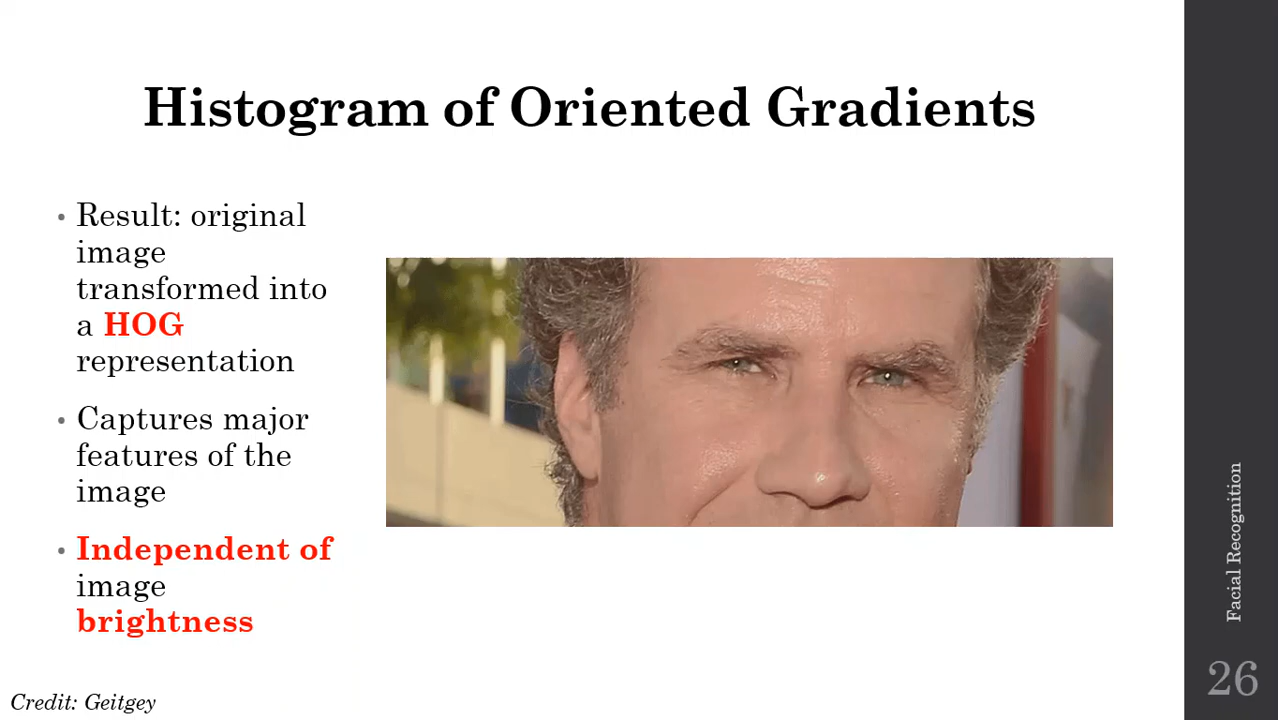 Histogram of Oriented Gradients
• Result: original
image
transformed into
a HOG
representation
• Captures major
features of the
image
• Independent of
image
brightness
Credit: Geitgey
Facial Recognition
26